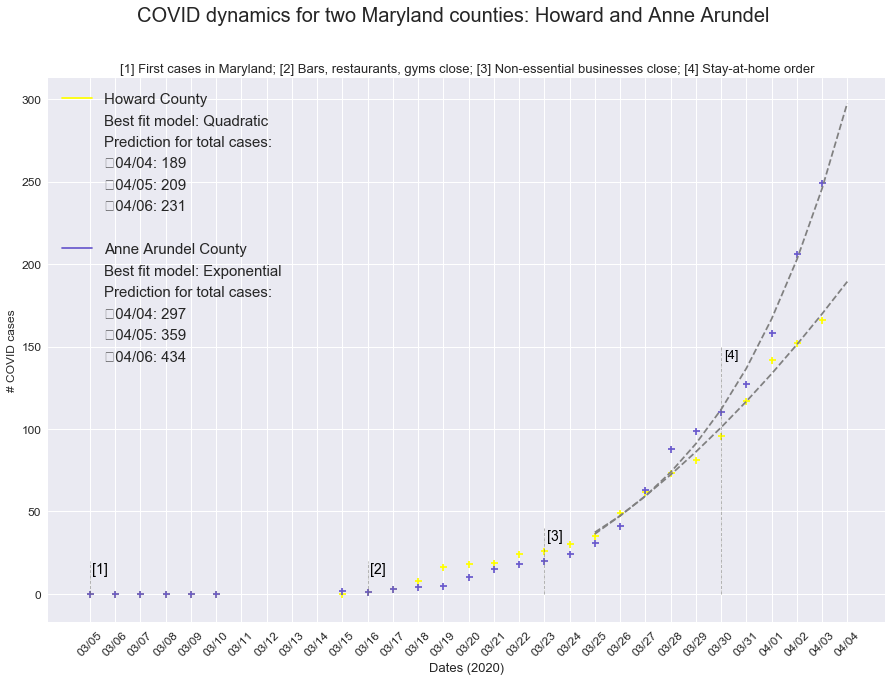 COVID dynamics for two Maryland counties: Howard and Anne Arundel
[1] First cases in Maryland; [2] Bars, restaurants, gyms close; [3] Non-essential businesses close; [4] Stay-at-home order
Howard County
Best fit model: Quadratic
Prediction for total cases:
04/04: 189
04/05: 209
04/06: 231
Anne Arundel County
Best fit model: Exponential
Prediction for total cases:
04/04: 297
04/05: 359
04/06: 434
300
250
200
150
100
50
0
# COVID cases
[1]
[2]
[3]
[4]
03/05 03/06 03/07 03/08 03/09 03/10 03/11 03/12 03/13 03/14 03/15 03/16 03/17 03/18 03/19 03/20 03/21 03/22 03/23 03/24 03/25 03/26 03/27 03/28 03/29 03/30 03/31 04/01 04/02 04/03 04/04
Dates (2020)